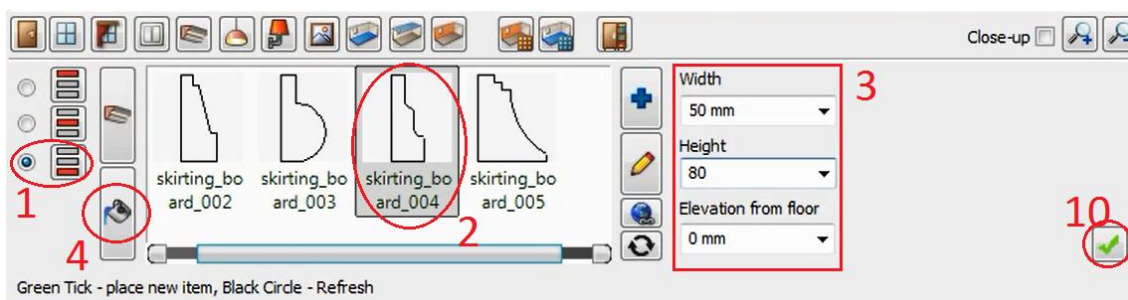 Close-up
1
4
skirting_bo
ard_002
skirting_bo
ard_003
skirting_bo
ard_004
skirting_bo
ard_005
2
Width
50 mm
Height
80
Elevation from floor
0 mm
3
10
Green Tick - place new item, Black Circle - Refresh